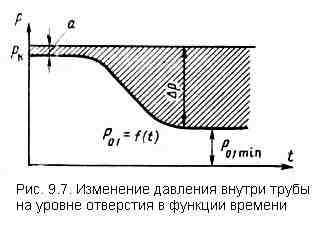 P
a
Pк
Δp
P01 = f(t)
P01 min
t
Рис. 9.7. Изменение давления внутри трубы
на уровне отверстия в функции времени